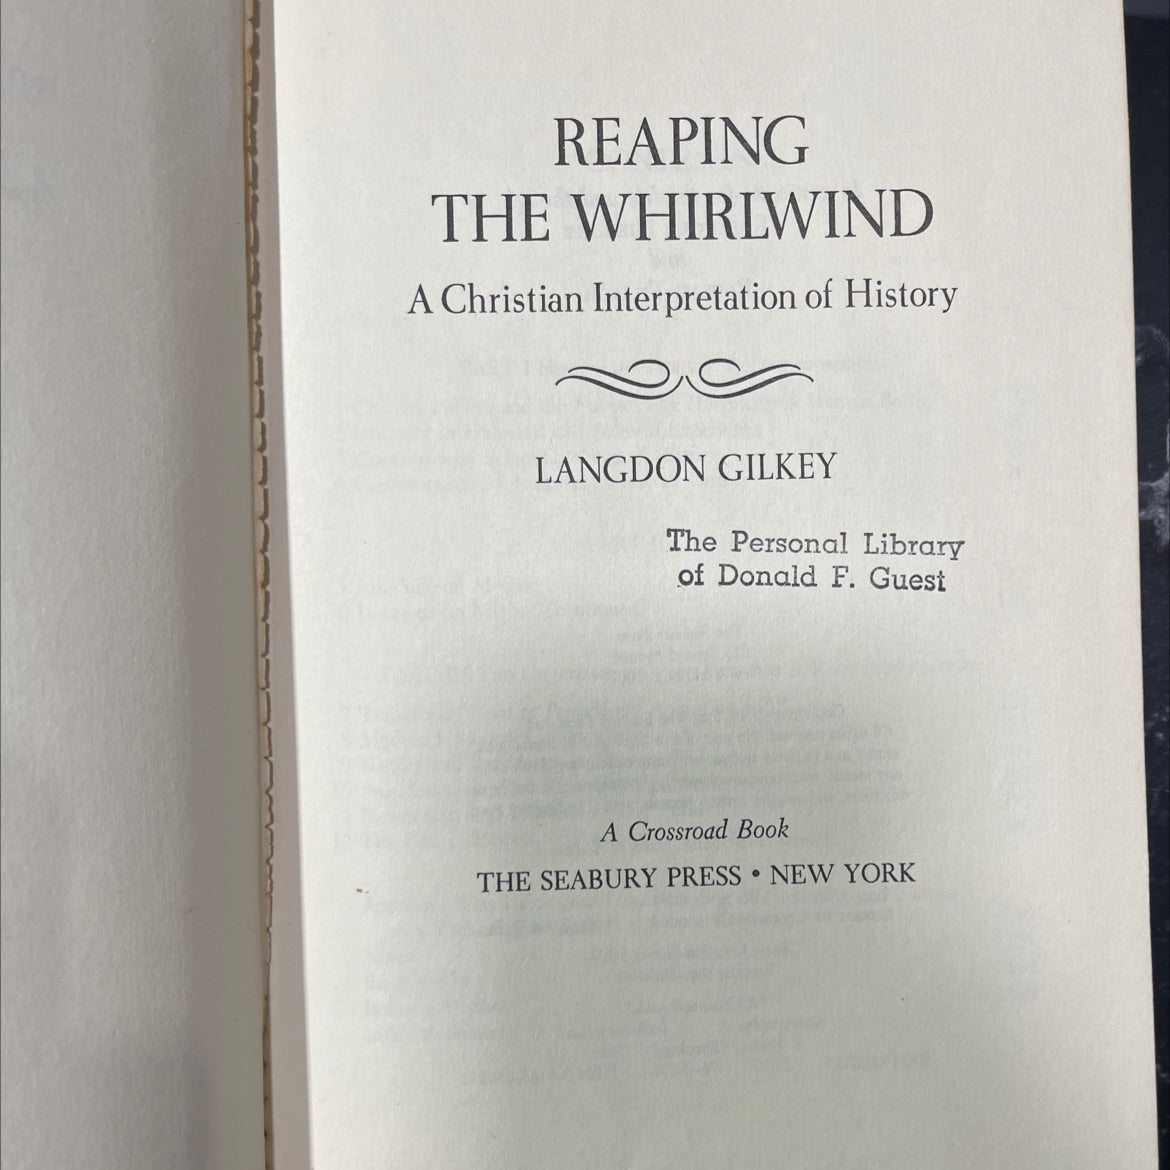 REAPING
THE WHIRLWIND
A Christian Interpretation of History
LANGDON GILKEY
The Personal Library
of Donald F. Guest
A Crossroad Book
THE SEABURY PRESS • NEW YORK